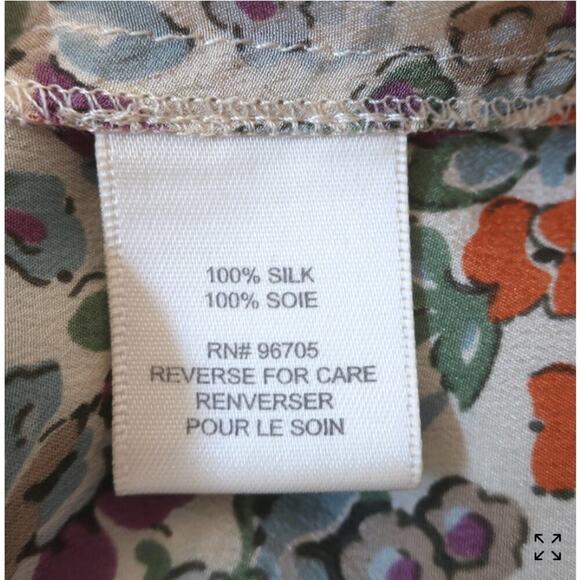 100% SILK
100% SOIE
RN# 96705
REVERSE FOR CARE
RENVERSER
POUR LE SOIN